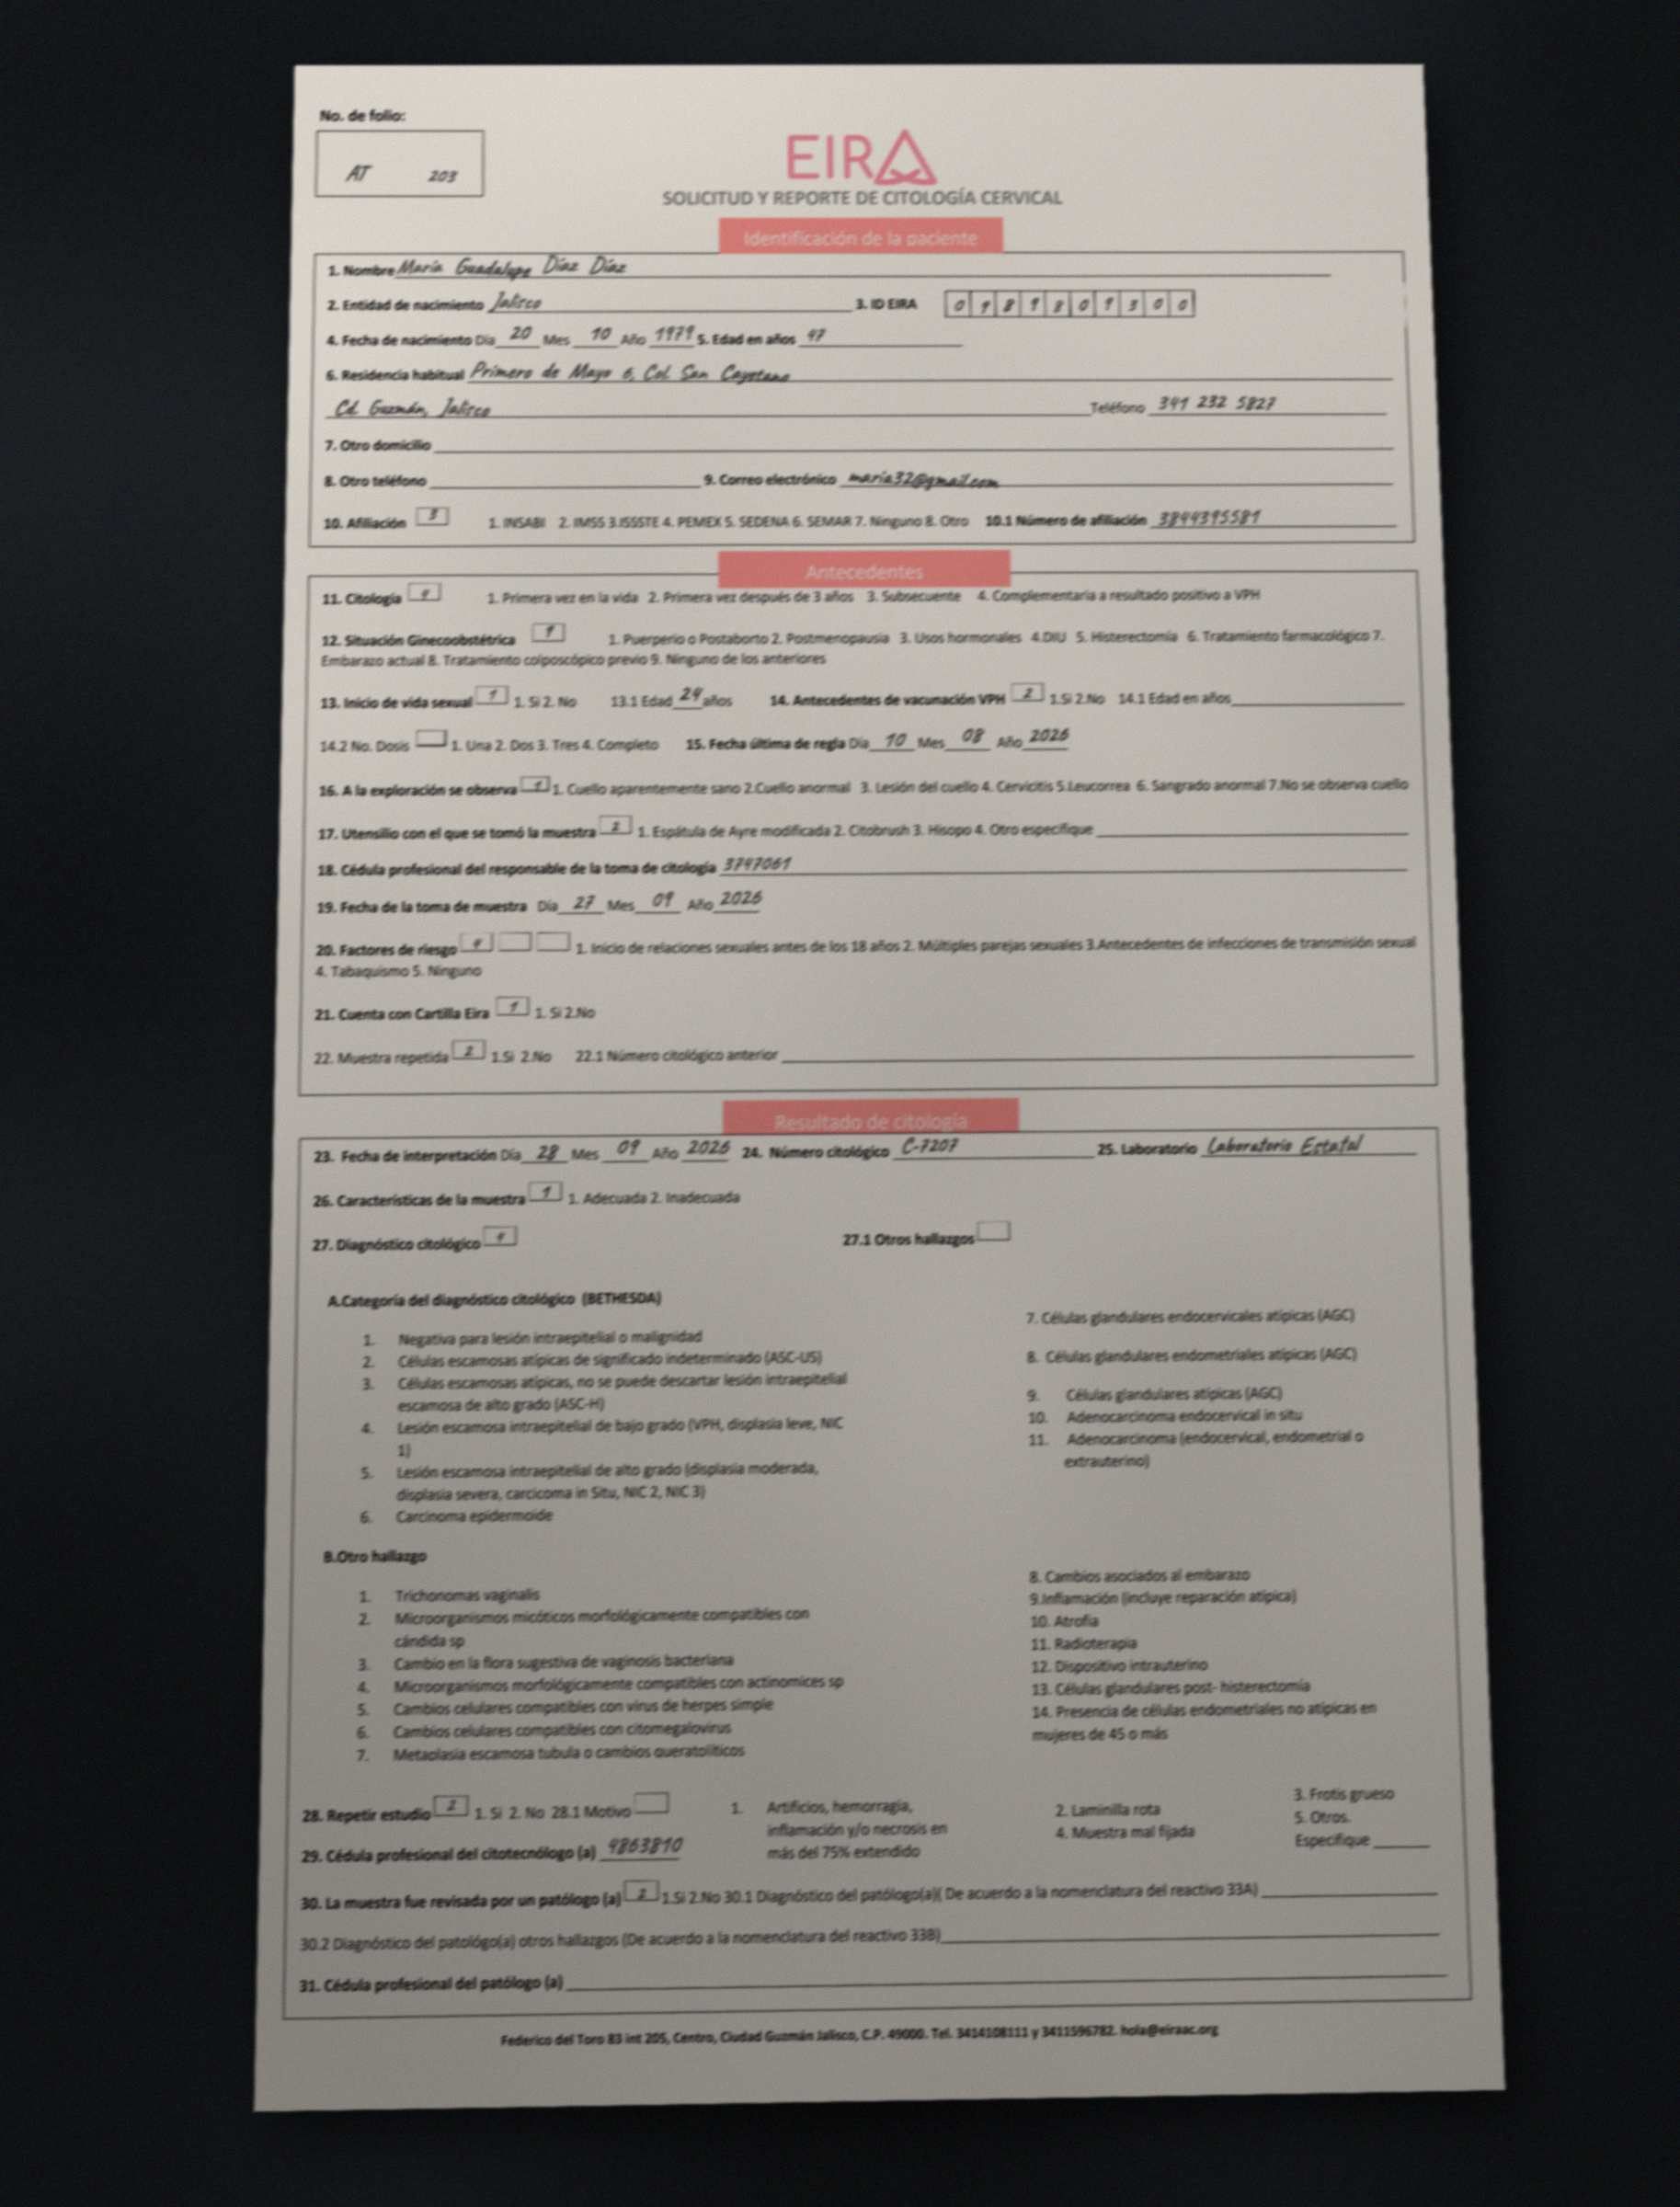 No. de folio:
AT 203
EIRA
SOLICITUD Y REPORTE DE CITOLOGÍA CERVICAL
Identificación de la paciente
1. Nombre María Guadalupe Díaz Díaz
2. Entidad de nacimiento Jalisco 3. ID EIRA 0 1 8 1 8 0 1 3 0 0
4. Fecha de nacimiento Día 20 Mes 10 Año 1979 5. Edad en años 47
6. Residencia habitual Primero de Mayo 6, Col. San Cayetano
Cd. Guzmán, Jalisco Teléfono 341 232 5827
7. Otro domicilio
8. Otro teléfono 9. Correo electrónico maria32@gmail.com
10. Afiliación 3 1. INSABI 2. IMSS 3.ISSSTE 4. PEMEX 5. SEDENA 6. SEMAR 7. Ninguno 8. Otro 10.1 Número de afiliación 3844395581
Antecedentes
11. Citología 4 1. Primera vez en la vida 2. Primera vez después de 3 años 3. Subsecuente 4. Complementaria a resultado positivo a VPH
12. Situación Ginecoobstétrica 1. Puerperio o Postaborto 2. Postmenopausia 3. Usos hormonales 4.DIU 5. Histerectomía 6. Tratamiento farmacológico 7.
Embarazo actual 8. Tratamiento colposcópico previo 9. Ninguno de los anteriores
13. Inicio de vida sexual 1 1. Si 2. No 13.1 Edad 24 años 14. Antecedentes de vacunación VPH 2 1.Si 2.No 14.1 Edad en años
14.2 No. Dosis 1. Una 2. Dos 3. Tres 4. Completo 15. Fecha última de regla Día 10 Mes 08 Año 2026
16. A la exploración se observa 1 1. Cuello aparentemente sano 2.Cuello anormal 3. Lesión del cuello 4. Cervicitis 5.Leucorrea 6. Sangrado anormal 7.No se observa cuello
17. Utensilio con el que se tomó la muestra 2 1. Espátula de Ayre modificada 2. Citobrush 3. Hisopo 4. Otro especifique
18. Cédula profesional del responsable de la toma de citología 3747061
19. Fecha de la toma de muestra Día 27 Mes 09 Año 2026
20. Factores de riesgo 4 1. Inicio de relaciones sexuales antes de los 18 años 2. Múltiples parejas sexuales 3.Antecedentes de infecciones de transmisión sexual
4. Tabaquismo 5. Ninguno
21. Cuenta con Cartilla Eira 1 1. Si 2.No
22. Muestra repetida 2 1.Si 2.No 22.1 Número citológico anterior
Resultado de citología
23. Fecha de interpretación Día 28 Mes 09 Año 2026 24. Número citológico C-7207 25. Laboratorio Laboratorio Estatal
26. Características de la muestra 1 1. Adecuada 2. Inadecuada
27. Diagnóstico citológico 4 27.1 Otros hallazgos
A.Categoría del diagnóstico citológico (BETHESDA)
1. Negativa para lesión intraepitelial o malignidad
2. Células escamosas atípicas de significado indeterminado (ASC-US)
3. Células escamosas atípicas, no se puede descartar lesión intraepitelial
escamosa de alto grado (ASC-H)
4. Lesión escamosa intraepitelial de bajo grado (VPH, displasia leve, NIC
1)
5. Lesión escamosa intraepitelial de alto grado (displasia moderada,
displasia severa, carcicoma in Situ, NIC 2, NIC 3)
6. Carcinoma epidermoide
7. Células glandulares endocervicales atípicas (AGC)
8. Células glandulares endometriales atípicas (AGC)
9. Células glandulares atípicas (AGC)
10. Adenocarcinoma endocervical in situ
11. Adenocarcinoma (endocervical, endometrial o
extrauterino)
B.Otro hallazgo
1. Trichonomas vaginalis
2. Microorganismos micóticos morfológicamente compatibles con
cándida sp
3. Cambio en la flora sugestiva de vaginosis bacteriana
4. Microorganismos morfológicamente compatibles con actinomices sp
5. Cambios celulares compatibles con virus de herpes simple
6. Cambios celulares compatibles con citomegalovirus
7. Metaplasia escamosa tubula o cambios queratolíticos
8. Cambios asociados al embarazo
9.Inflamación (incluye reparación atípica)
10. Atrofia
11. Radioterapia
12. Dispositivo intrauterino
13. Células glandulares post- histerectomía
14. Presencia de células endometriales no atípicas en
mujeres de 45 o más
28. Repetir estudio 2 1. Si 2. No 28.1 Motivo
1. Artificios, hemorragia,
inflamación y/o necrosis en
más del 75% extendido
2. Laminilla rota
4. Muestra mal fijada
3. Frotis grueso
5. Otros.
Especifique
29. Cédula profesional del citotecnólogo (a) 4863810
30. La muestra fue revisada por un patólogo (a) 2 1.Si 2.No 30.1 Diagnóstico del patólogo(a)( De acuerdo a la nomenclatura del reactivo 33A)
30.2 Diagnóstico del patológo(a) otros hallazgos (De acuerdo a la nomenclatura del reactivo 33B)
31. Cédula profesional del patólogo (a)
Federico del Toro 83 int 205, Centro, Ciudad Guzmán Jalisco, C.P. 49000. Tel. 3414108111 y 3411596782. hola@eiraac.org